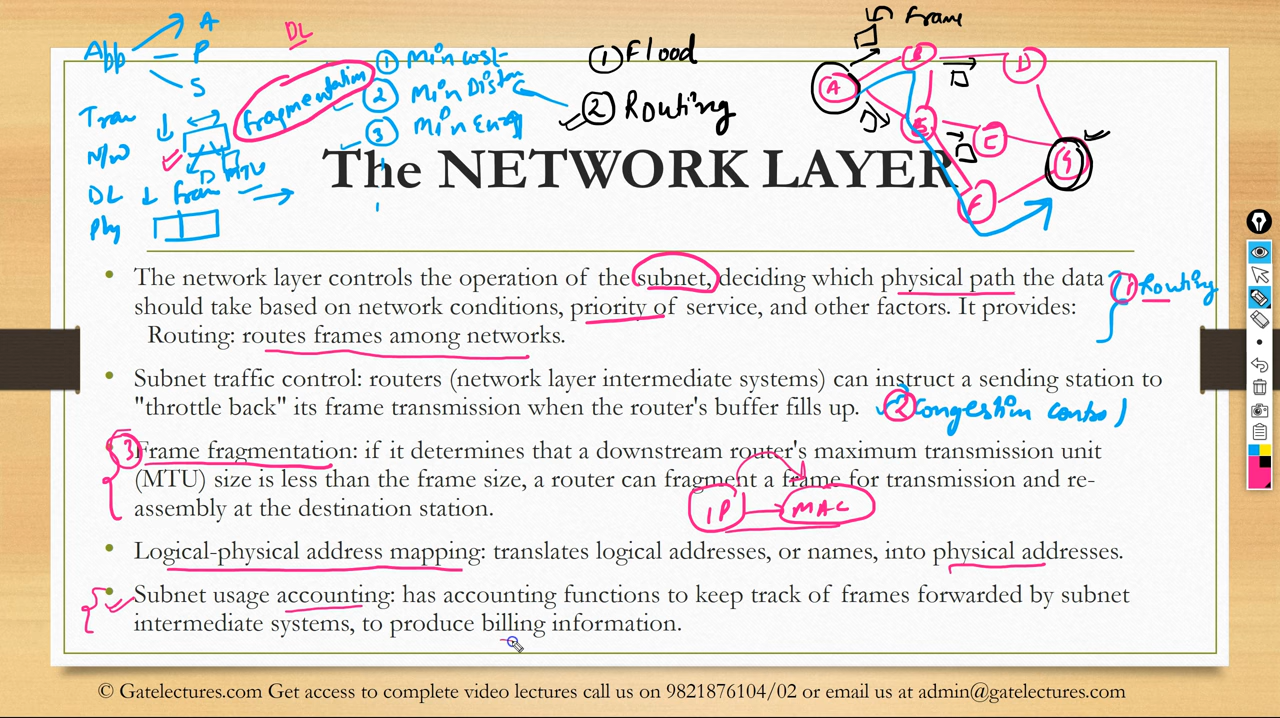 App
A
P
S
Tran
N/W
DL
Phy
DL
Fragmentation
MTU
Fram
① Min cost
② Min Distanc
③ Min Energ
① Flood
② Routing
Frame
A
B
D
E
E
G
F
The NETWORK LAYER
• The network layer controls the operation of the subnet, deciding which physical path the data
should take based on network conditions, priority of service, and other factors. It provides:
Routing: routes frames among networks.
① Routing
• Subnet traffic control: routers (network layer intermediate systems) can instruct a sending station to
"throttle back" its frame transmission when the router's buffer fills up.
② Congestion control
③ Frame fragmentation: if it determines that a downstream router's maximum transmission unit
(MTU) size is less than the frame size, a router can fragment a frame for transmission and re-
assembly at the destination station.
IP
MAC
• Logical-physical address mapping: translates logical addresses, or names, into physical addresses.
• Subnet usage accounting: has accounting functions to keep track of frames forwarded by subnet
intermediate systems, to produce billing information.
© Gatelectures.com Get access to complete video lectures call us on 9821876104/02 or email us at admin@gatelectures.com